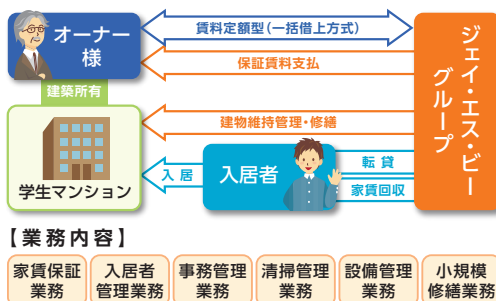 オーナー
様
賃料定額型(一括借上方式)
保証賃料支払
建築所有
建物維持管理・修繕
学生マンション
入居
入居者
転貸
家賃回収
ジェイ・エス・ビー
グループ
【業務内容】
家賃保証
業務
入居者
管理業務
事務管理
業務
清掃管理
業務
設備管理
業務
小規模
修繕業務